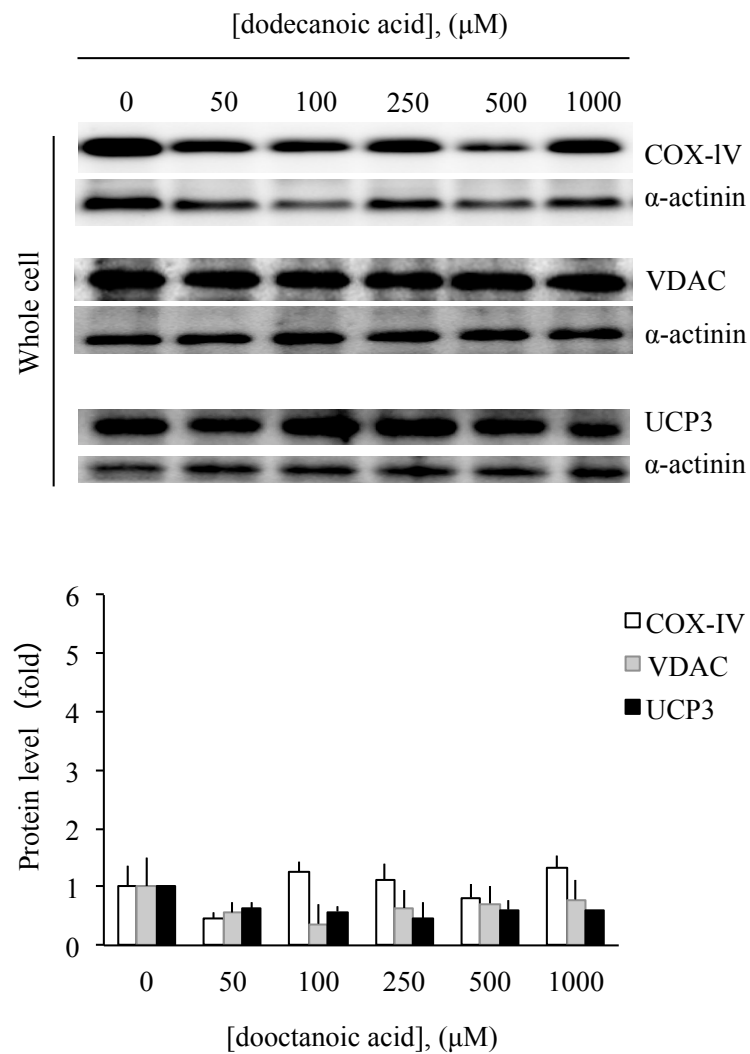 [dodecanoic acid], (μM)
0 50 100 250 500 1000
COX-lV
α-actinin
VDAC
α-actinin
UCP3
α-actinin
Whole cell
6
5
4
3
2
1
0
Protein level (fold)
COX-IV
VDAC
UCP3
0 50 100 250 500 1000
[dooctanoic acid], (μM)